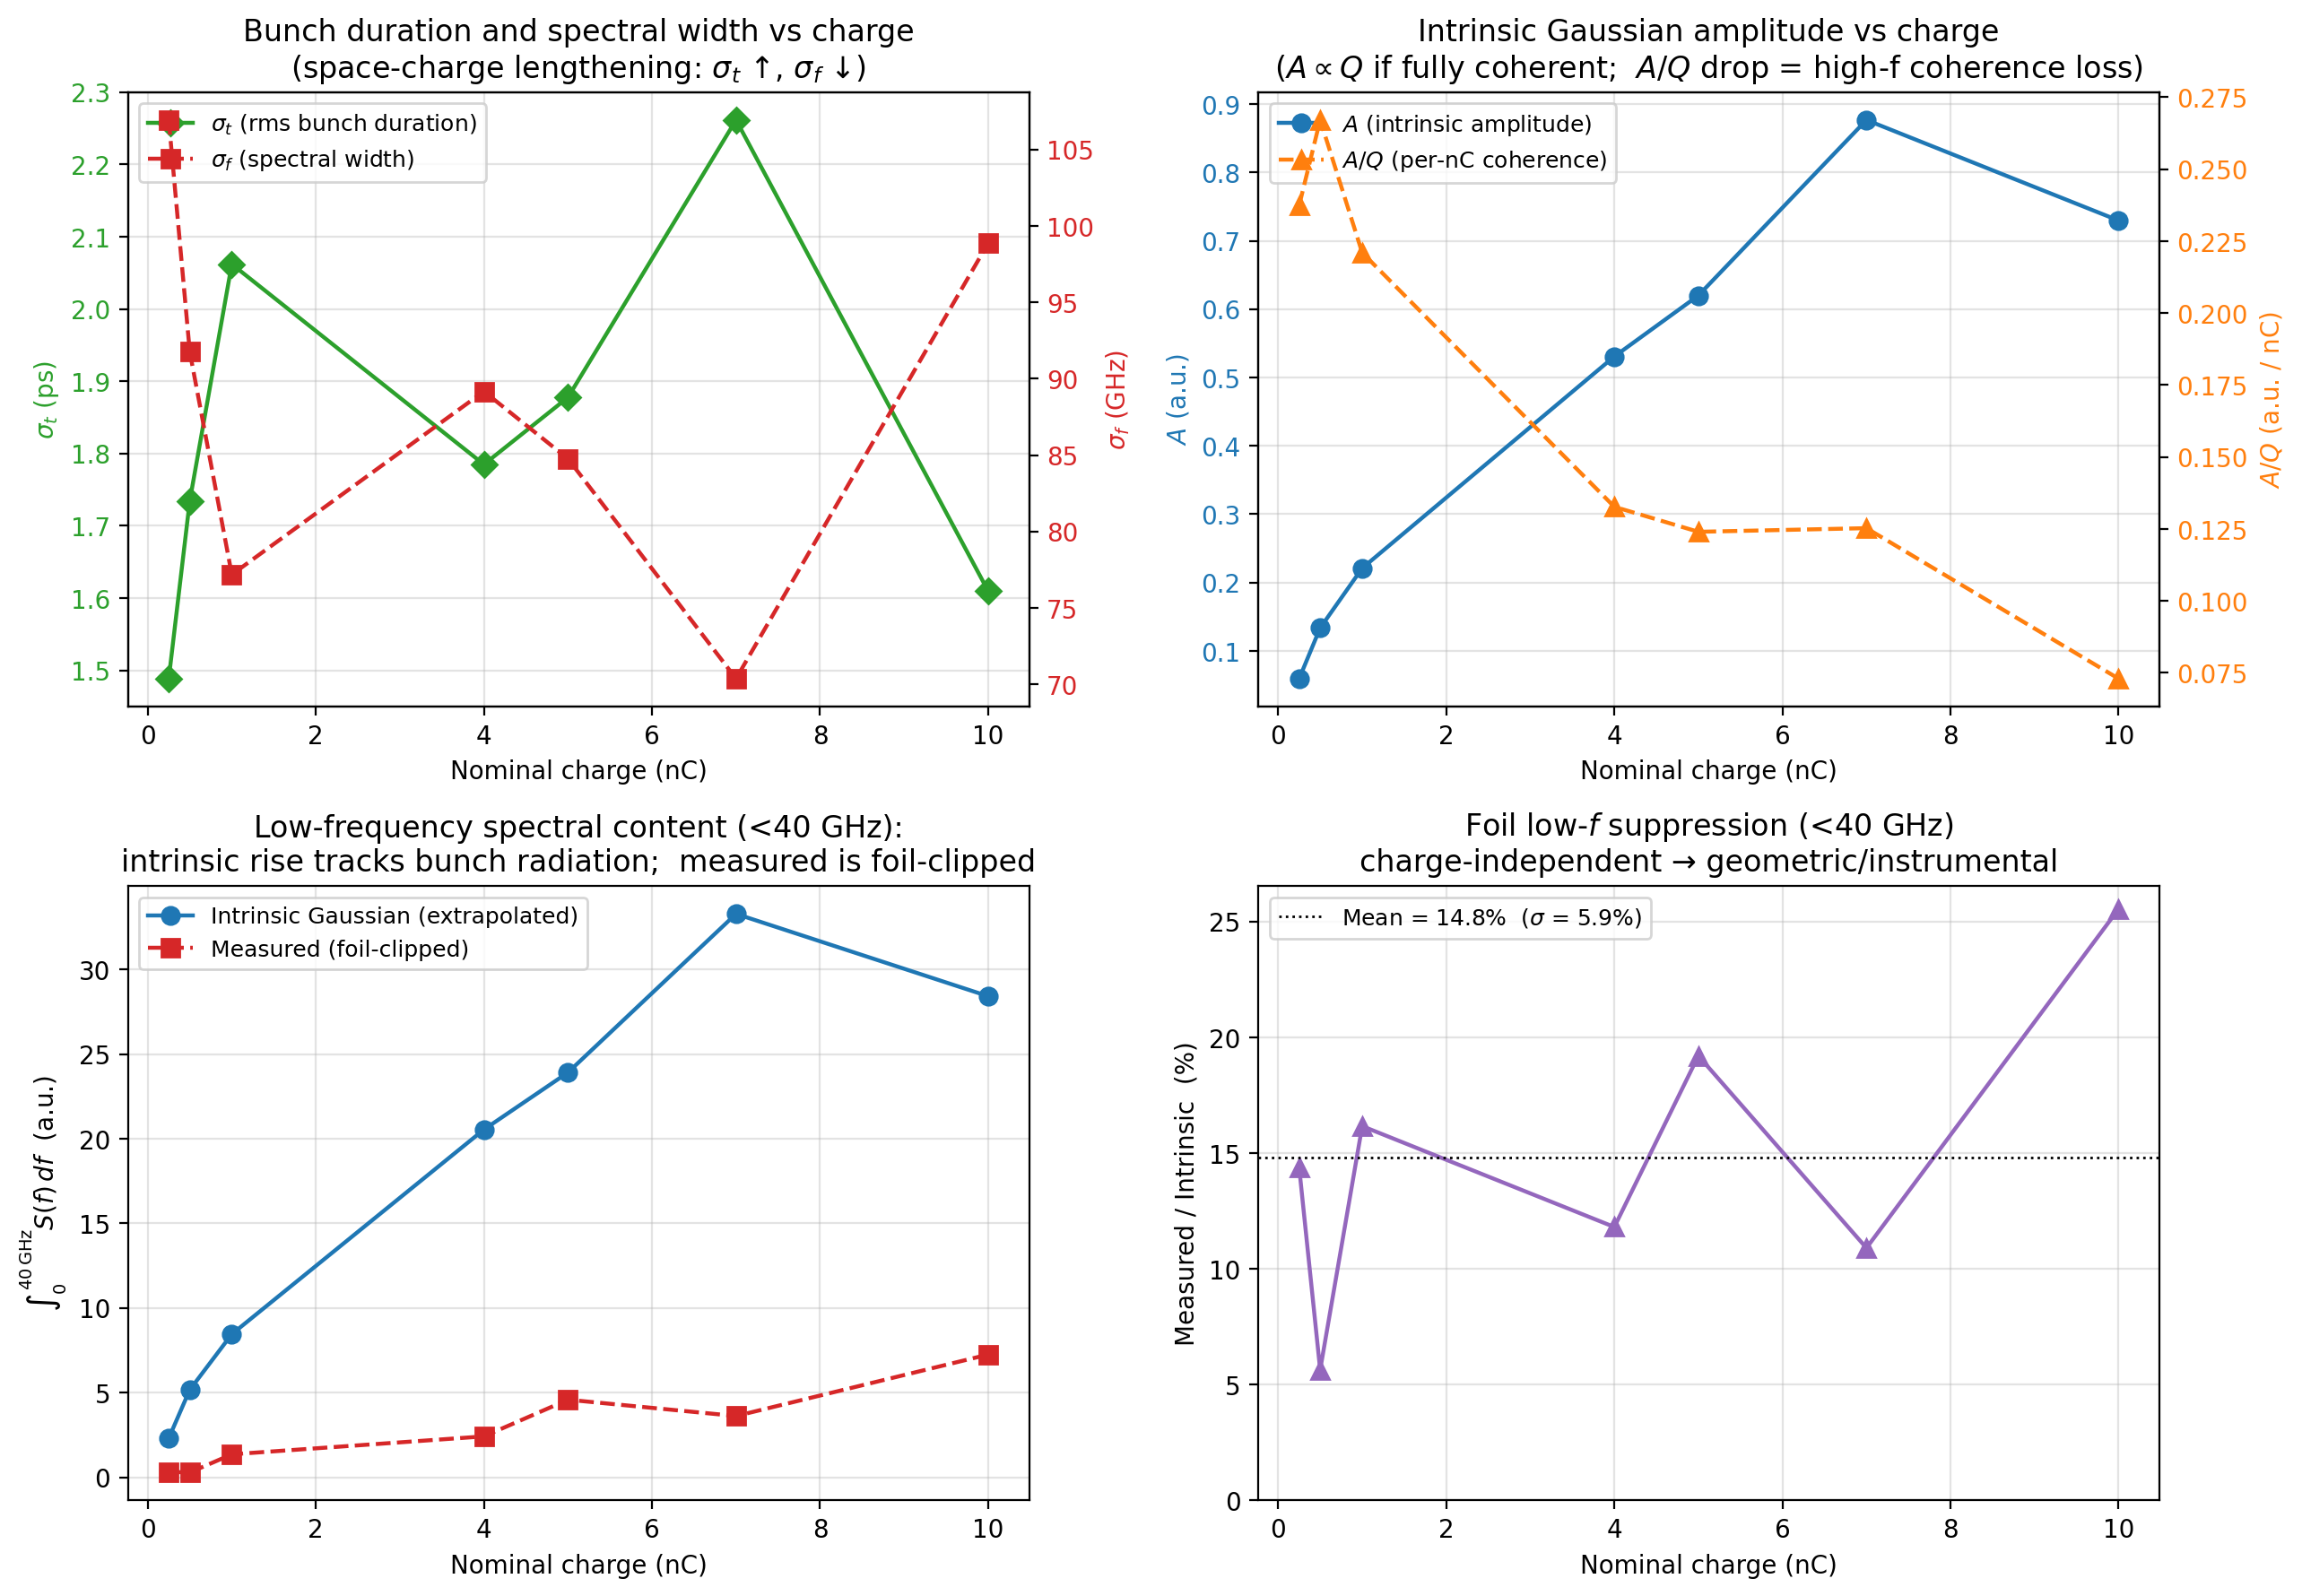 Bunch duration and spectral width vs charge
(space-charge lengthening: σt ↑, σf ↓)
σt (rms bunch duration)
σf (spectral width)
2.3
2.2
2.1
2.0
1.9
1.8
1.7
1.6
1.5
σt (ps)
105
100
95
90
85
80
75
70
σf (GHz)
0 2 4 6 8 10
Nominal charge (nC)
Intrinsic Gaussian amplitude vs charge
(A ∝ Q if fully coherent; A/Q drop = high-f coherence loss)
A (intrinsic amplitude)
A/Q (per-nC coherence)
0.9
0.8
0.7
0.6
0.5
0.4
0.3
0.2
0.1
A (a.u.)
0.275
0.250
0.225
0.200
0.175
0.150
0.125
0.100
0.075
A/Q (a.u. / nC)
0 2 4 6 8 10
Nominal charge (nC)
Low-frequency spectral content (<40 GHz):
intrinsic rise tracks bunch radiation; measured is foil-clipped
Intrinsic Gaussian (extrapolated)
Measured (foil-clipped)
30
25
20
15
10
5
0
∫₀^40 GHz S(f) df (a.u.)
0 2 4 6 8 10
Nominal charge (nC)
Foil low-f suppression (<40 GHz)
charge-independent → geometric/instrumental
Mean = 14.8% (σ = 5.9%)
25
20
15
10
5
0
Measured / Intrinsic (%)
0 2 4 6 8 10
Nominal charge (nC)